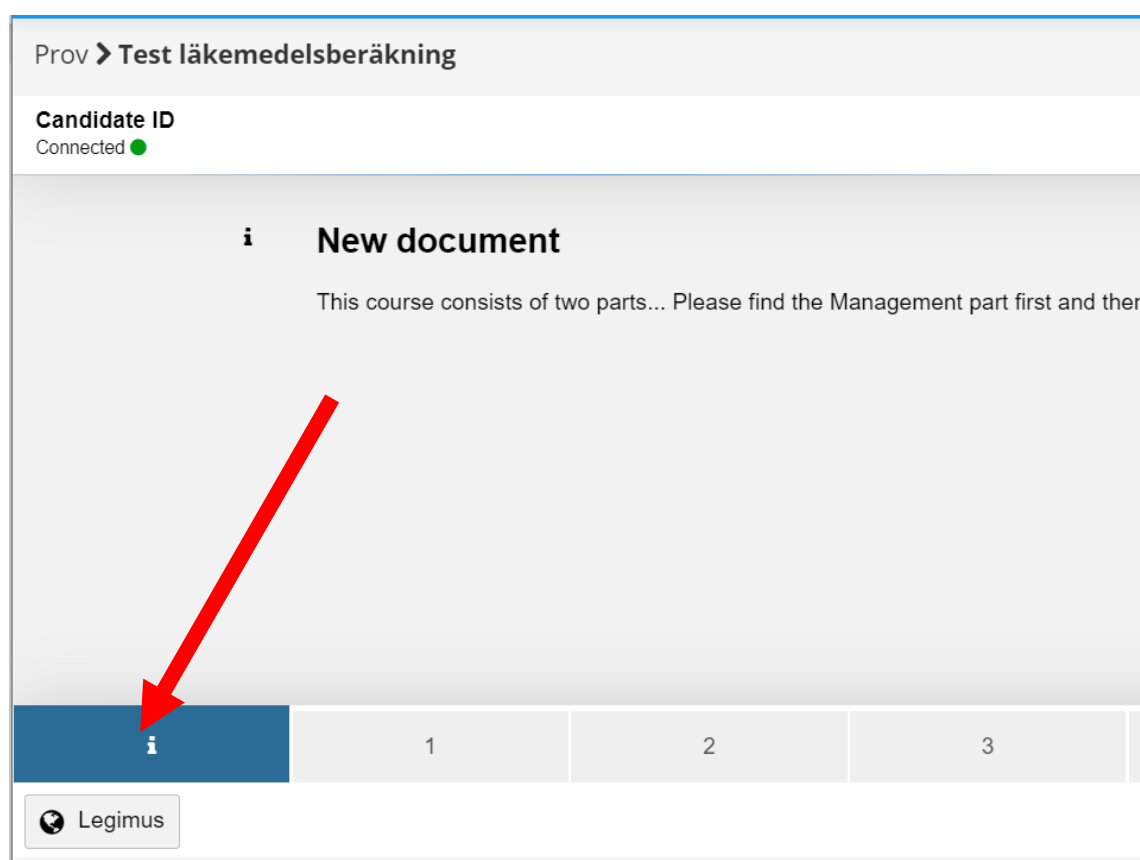 Prov > Test läkemedelsberäkning
Candidate ID
Connected
i New document
This course consists of two parts... Please find the Management part first and then
i 1 2 3
Legimus